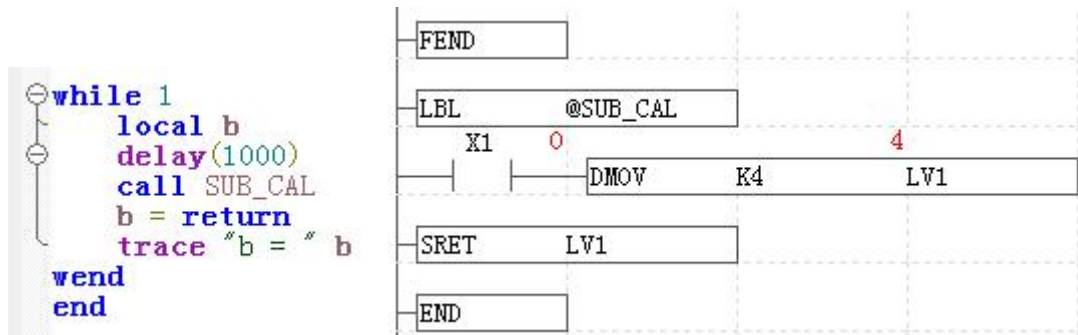 while 1
local b
delay(1000)
call SUB_CAL
b = return
trace "b = " b
wend
end
FEND
LBL @SUB_CAL
X1 0 4
DMOV K4 LV1
SRET LV1
END